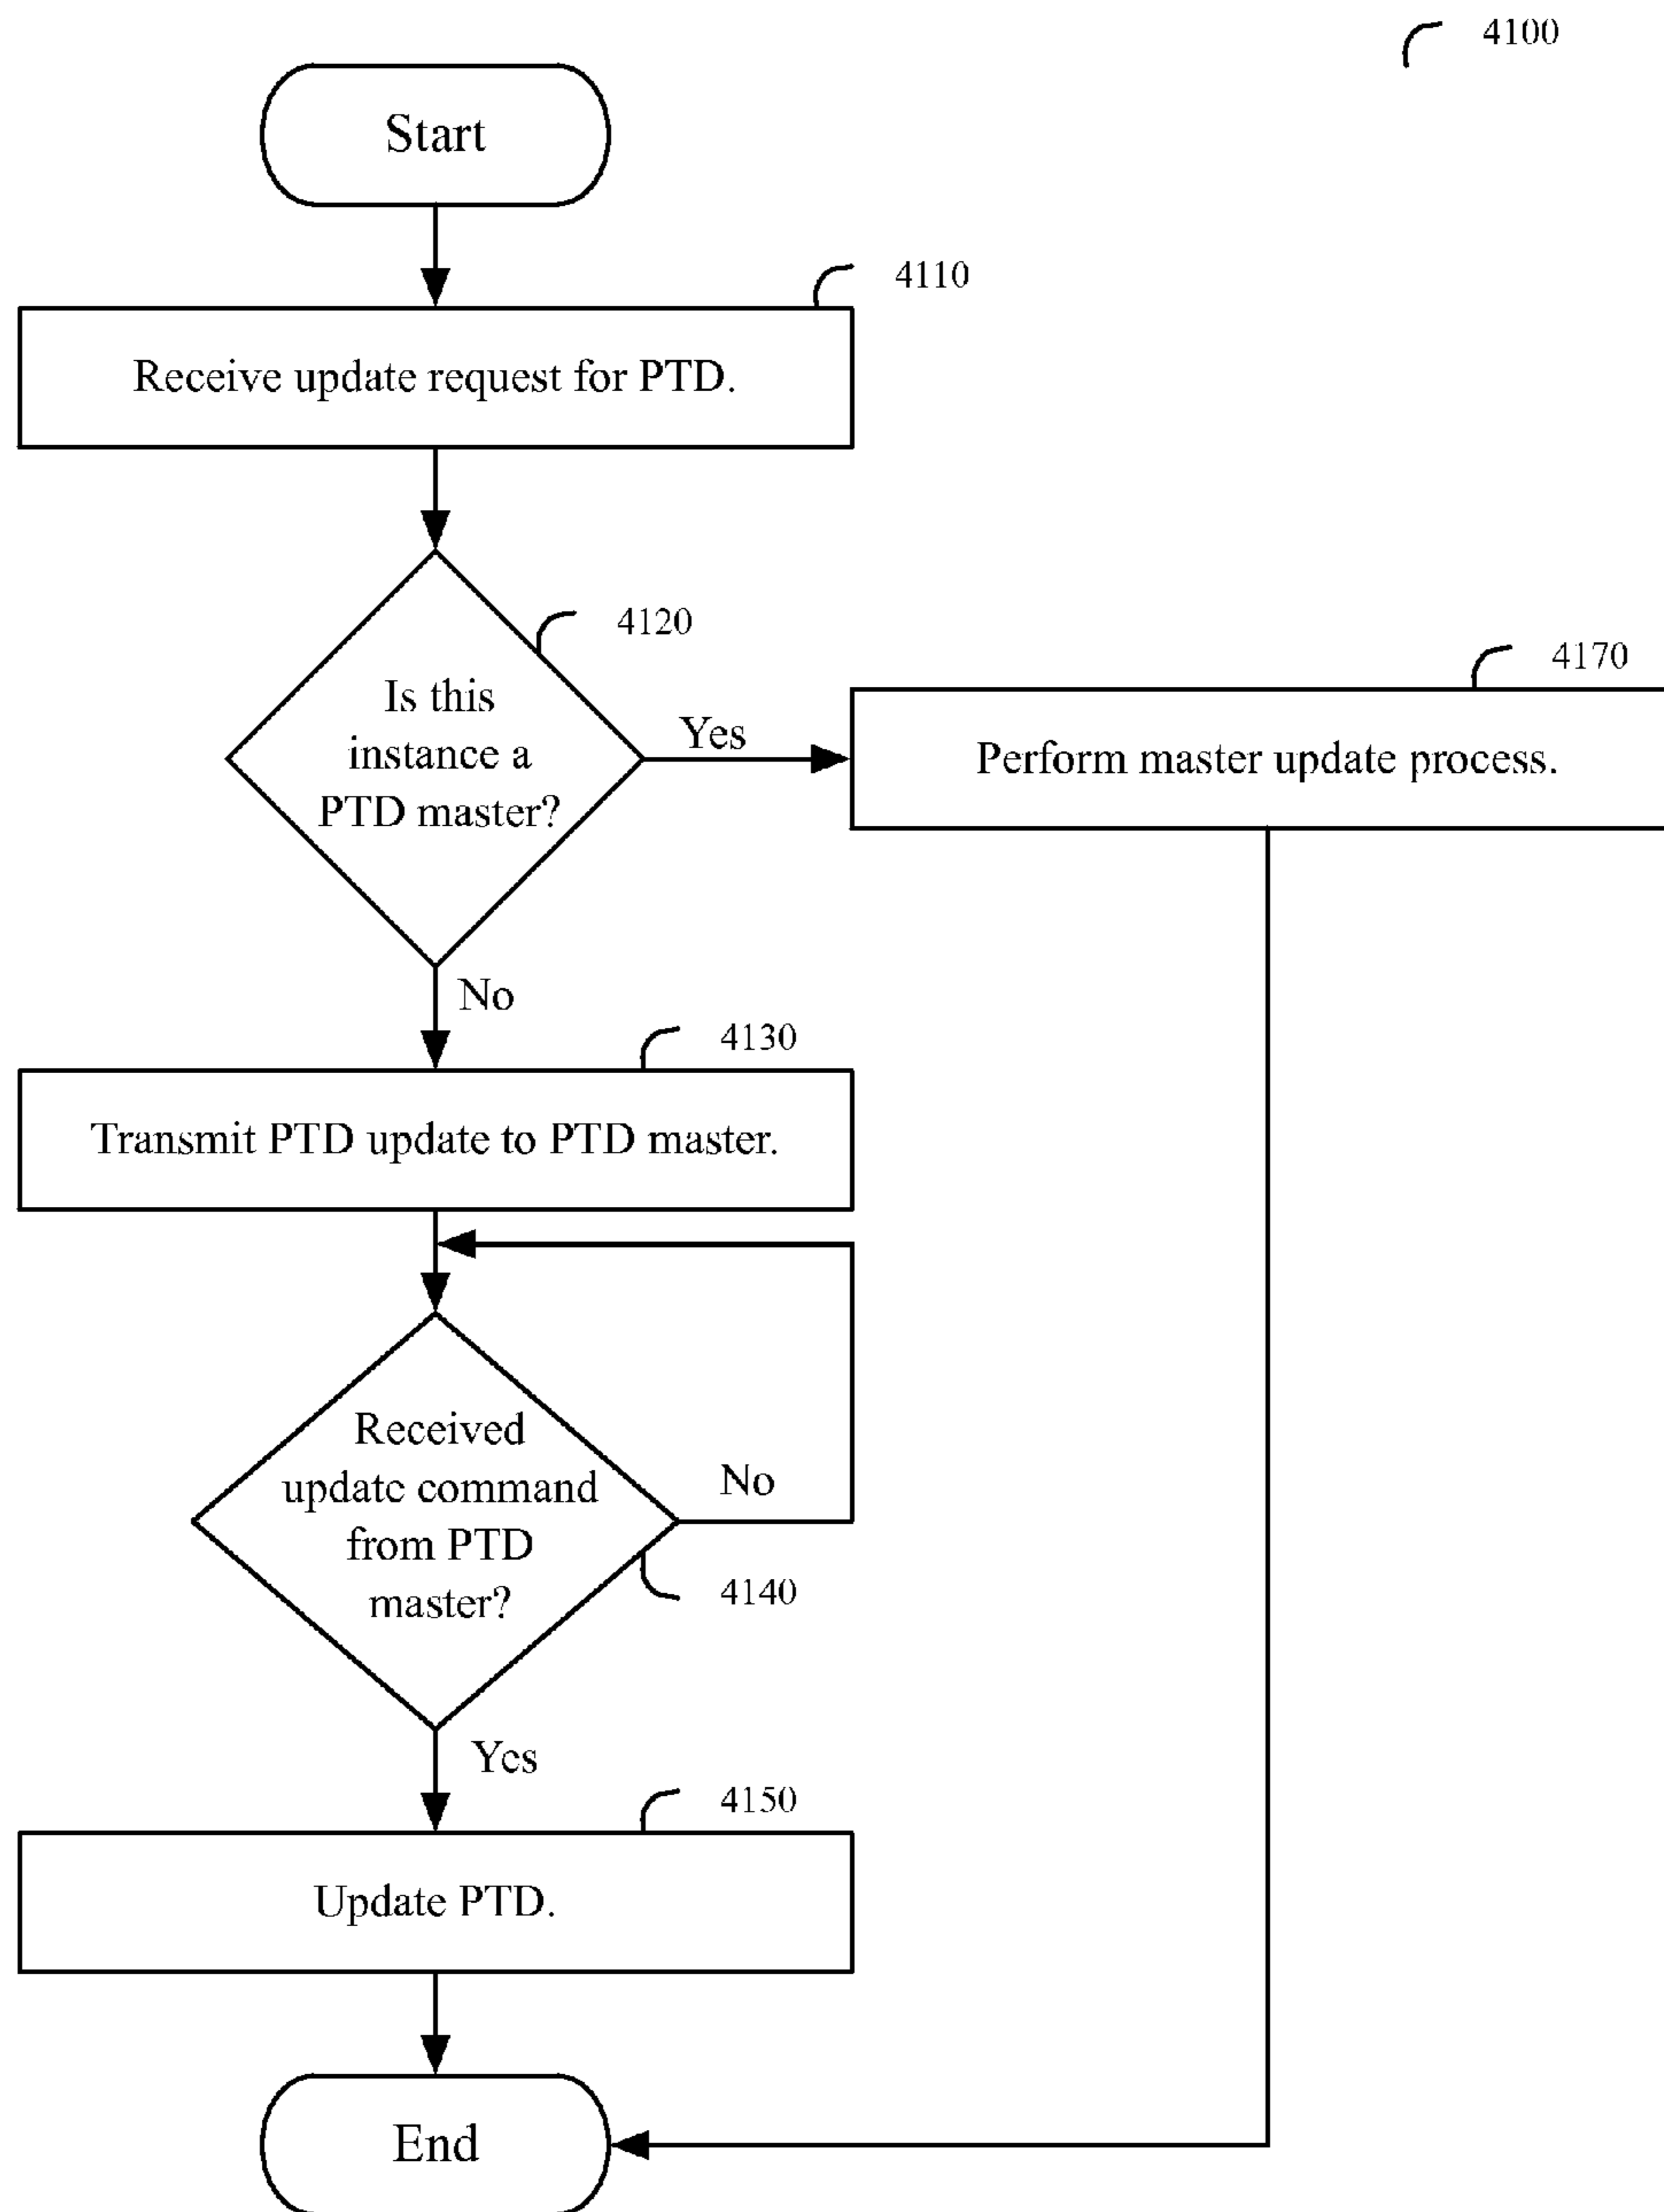 4100
Start
4110
Receive update request for PTD.
4120
Is this
instance a
PTD master?
Yes
4170
Perform master update process.
No
4130
Transmit PTD update to PTD master.
Received
update command
from PTD
master?
No
4140
Yes
4150
Update PTD.
End